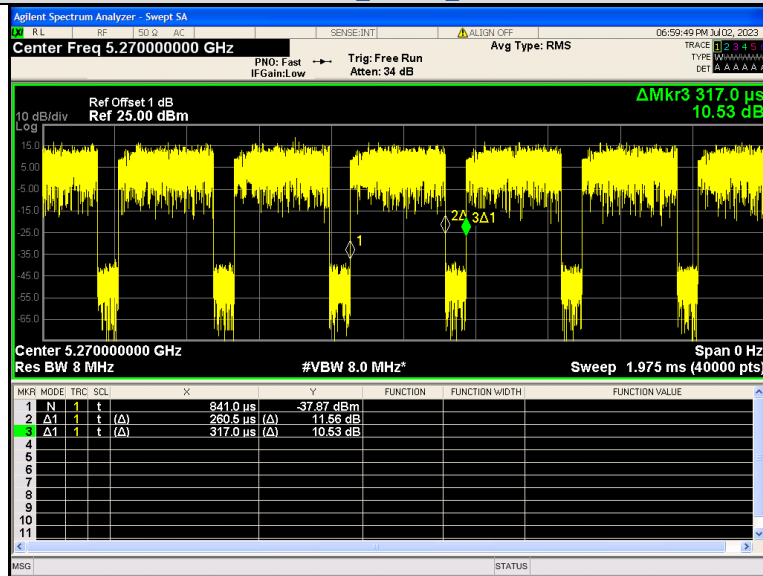 Agilent Spectrum Analyzer - Swept SA
LXI RL RF 50 Ω AC SENSE:INT ALIGN OFF 06:59:49 PM Jul 02, 2023
Center Freq 5.270000000 GHz Avg Type: RMS TRACE 1 2 3 4 5
PNO: Fast Trig: Free Run TYPE
IFGain:Low Atten: 34 dB DET A A A A A
ΔMkr3 317.0 µs
10.53 dB
Ref Offset 1 dB
10 dB/div Ref 25.00 dBm
Log
15.0
5.00
-5.00
-15.0
-25.0
-35.0
-45.0
-55.0
-65.0
1
2Δ
3Δ1
Center 5.270000000 GHz Span 0 Hz
Res BW 8 MHz #VBW 8.0 MHz* Sweep 1.975 ms (40000 pts)
MKR MODE TRC SCL X Y FUNCTION FUNCTION WIDTH FUNCTION VALUE
1 N 1 t 841.0 µs -37.87 dBm
2 Δ1 1 t (Δ) 260.5 µs (Δ) 11.56 dB
3 Δ1 1 t (Δ) 317.0 µs (Δ) 10.53 dB
4
5
6
7
8
9
10
11
MSG STATUS